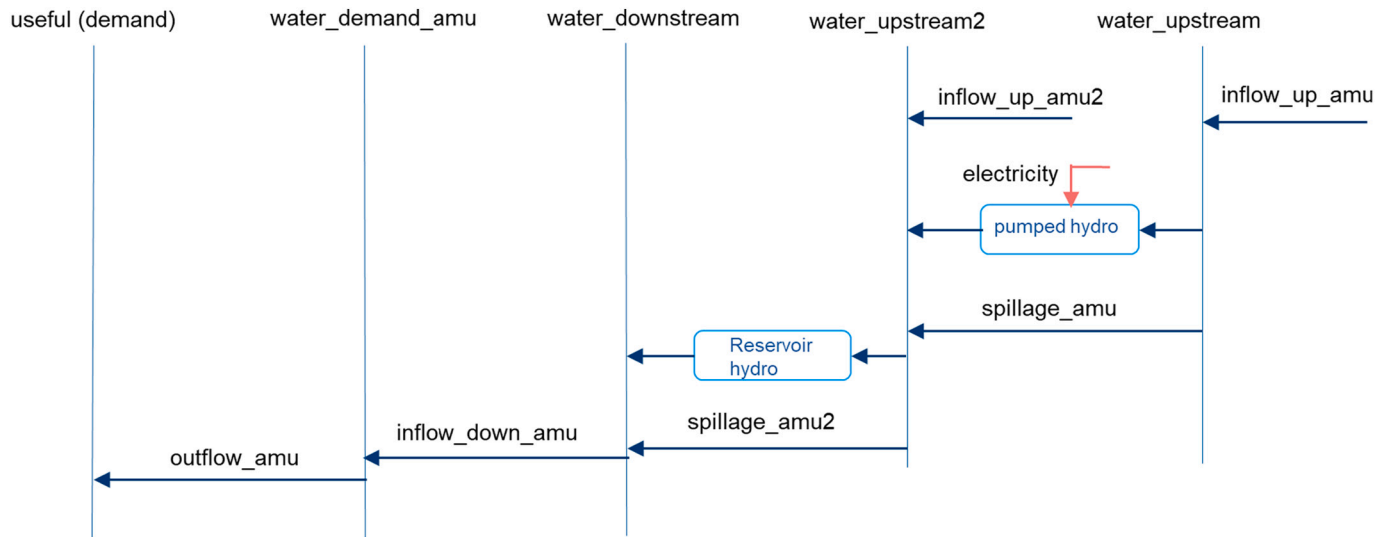 useful (demand)
water_demand_amu
water_downstream
water_upstream2
water_upstream
inflow_up_amu2
inflow_up_amu
electricity
pumped hydro
spillage_amu
Reservoir
hydro
spillage_amu2
inflow_down_amu
outflow_amu